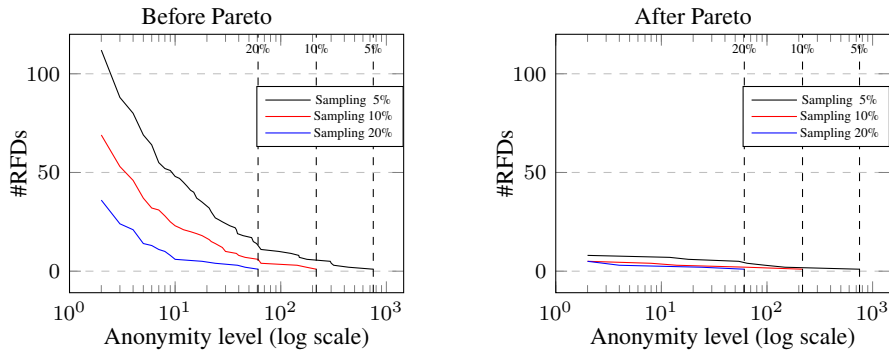 Before Pareto
20% 10% 5%
100
50
0
#RFDs
Sampling 5%
Sampling 10%
Sampling 20%
10^0 10^1 10^2 10^3
Anonymity level (log scale)
After Pareto
20% 10% 5%
100
50
0
#RFDs
Sampling 5%
Sampling 10%
Sampling 20%
10^0 10^1 10^2 10^3
Anonymity level (log scale)